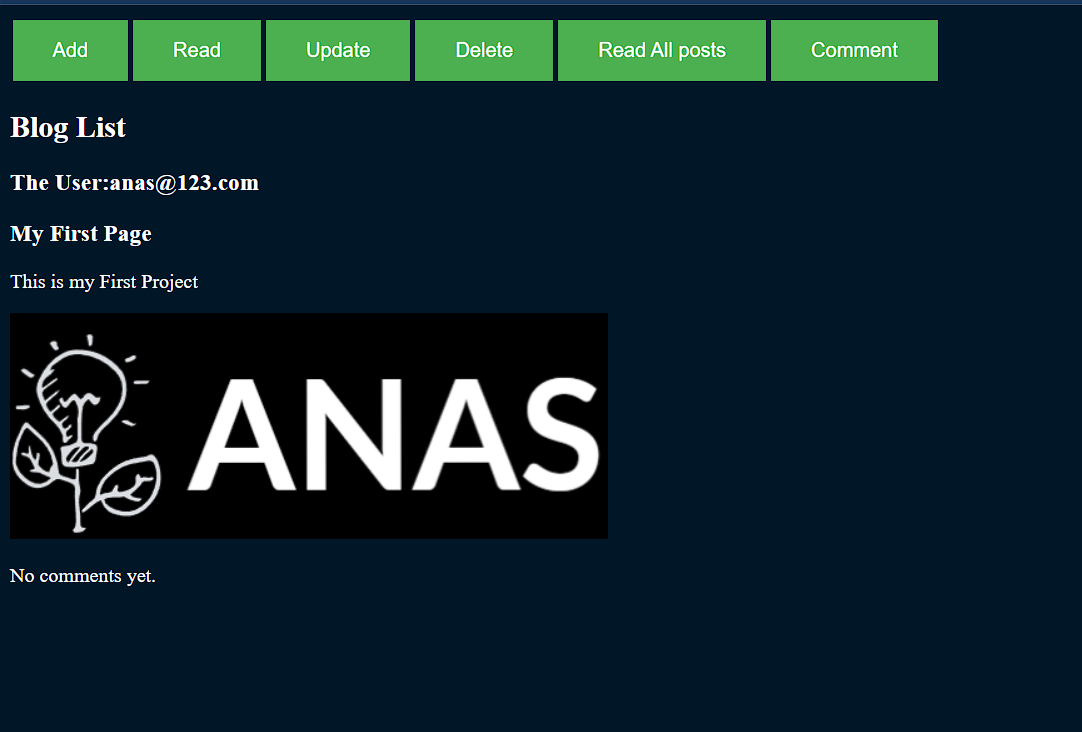 Add Read Update Delete Read All posts Comment
Blog List
The User:anas@123.com
My First Page
This is my First Project
ANAS
No comments yet.